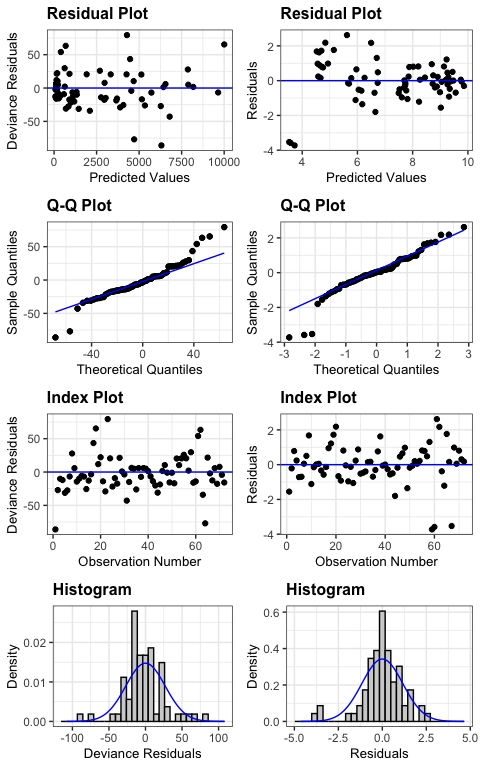 Residual Plot
Residual Plot
50
0
-50
Deviance Residuals
0 2500 5000 7500 10000
Predicted Values
2
0
-2
-4
Residuals
4 6 8 10
Predicted Values
Q-Q Plot
Q-Q Plot
50
0
-50
Sample Quantiles
-40 0 40
Theoretical Quantiles
2
0
-2
-4
Sample Quantiles
-3 -2 -1 0 1 2 3
Theoretical Quantiles
Index Plot
Index Plot
50
0
-50
Deviance Residuals
0 20 40 60
Observation Number
2
0
-2
-4
Residuals
0 20 40 60
Observation Number
Histogram
Histogram
0.02
0.01
0.00
Density
-100 -50 0 50 100
Deviance Residuals
0.6
0.4
0.2
0.0
Density
-5.0 -2.5 0.0 2.5 5.0
Residuals